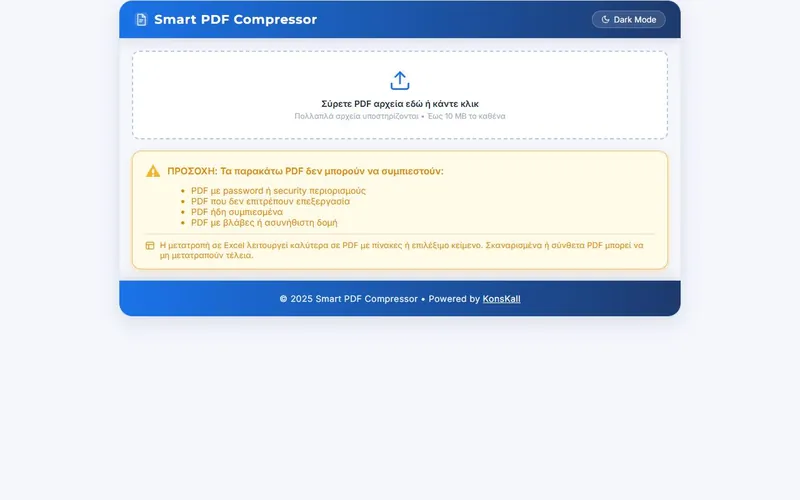 Smart PDF Compressor
Dark Mode
Σύρετε PDF αρχεία εδώ ή κάντε κλικ
Πολλαπλά αρχεία υποστηρίζονται • Έως 10 MB το καθένα
ΠΡΟΣΟΧΗ: Τα παρακάτω PDF δεν μπορούν να συμπιεστούν:
• PDF με password ή security περιορισμούς
• PDF που δεν επιτρέπουν επεξεργασία
• PDF ήδη συμπιεσμένα
• PDF με βλάβες ή ασυνήθιστη δομή
Η μετατροπή σε Excel λειτουργεί καλύτερα σε PDF με πίνακες ή επιλέξιμο κείμενο. Σκαναρισμένα ή σύνθετα PDF μπορεί να
μη μετατραπούν τέλεια.
© 2025 Smart PDF Compressor • Powered by KonsKall